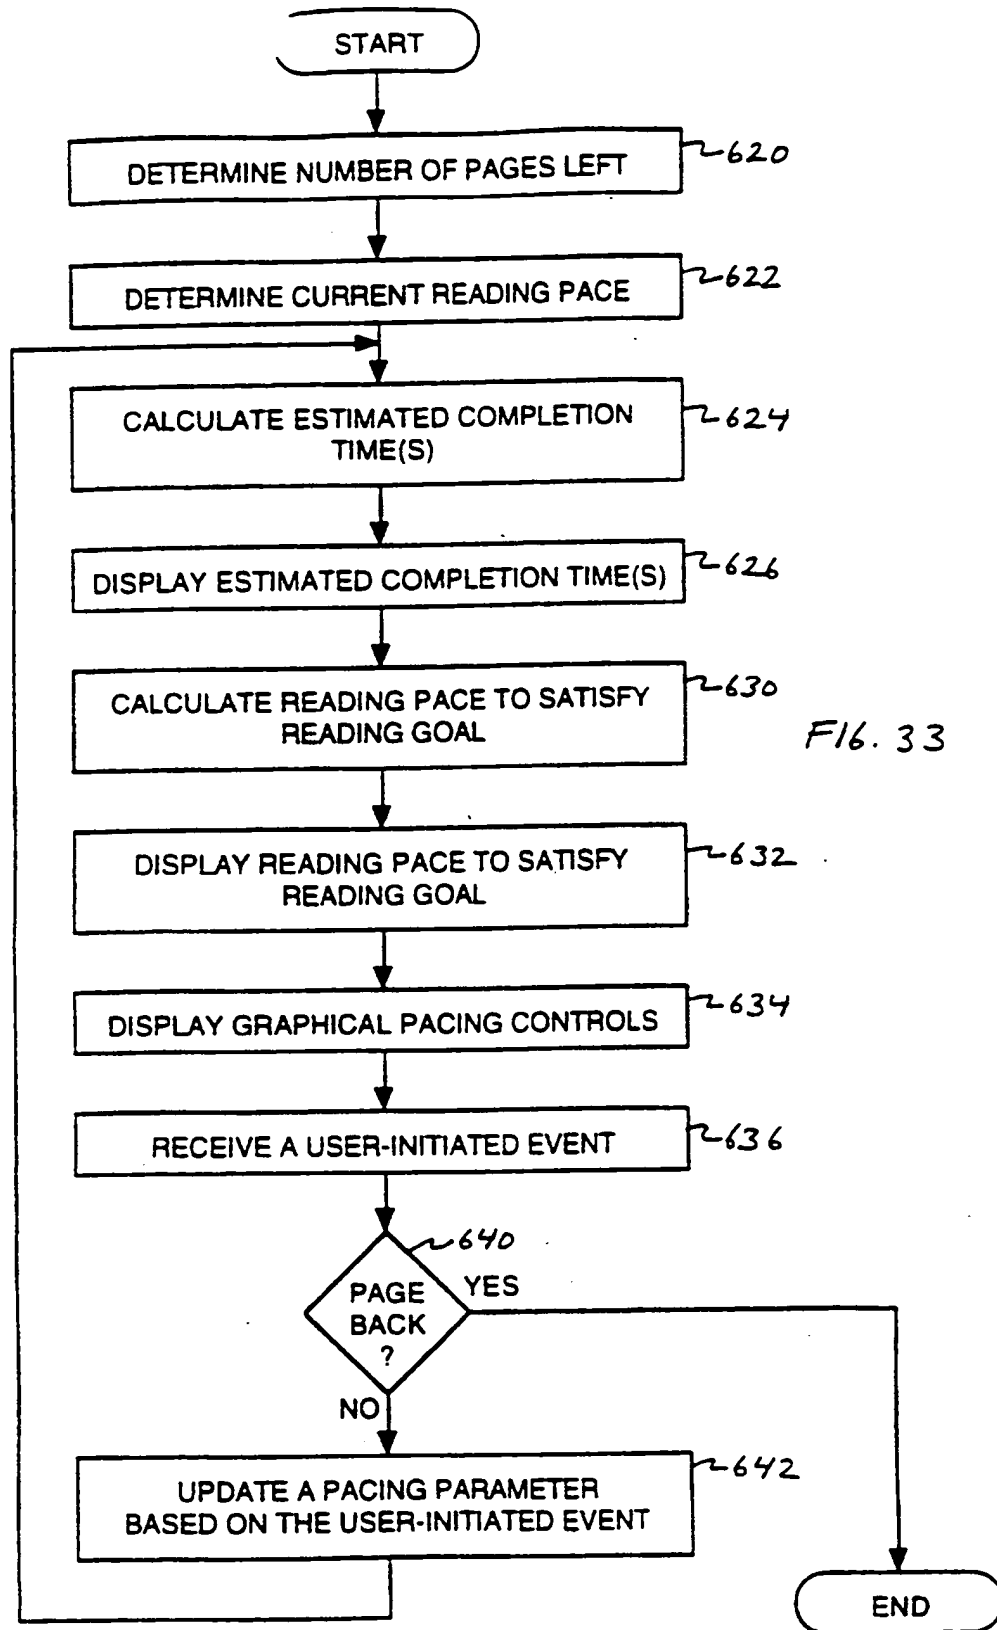 START
DETERMINE NUMBER OF PAGES LEFT
620
DETERMINE CURRENT READING PACE
622
CALCULATE ESTIMATED COMPLETION
TIME(S)
624
DISPLAY ESTIMATED COMPLETION TIME(S)
626
CALCULATE READING PACE TO SATISFY
READING GOAL
630
FIG. 33
DISPLAY READING PACE TO SATISFY
READING GOAL
632
DISPLAY GRAPHICAL PACING CONTROLS
634
RECEIVE A USER-INITIATED EVENT
636
640
PAGE
BACK
?
YES
NO
UPDATE A PACING PARAMETER
BASED ON THE USER-INITIATED EVENT
642
END